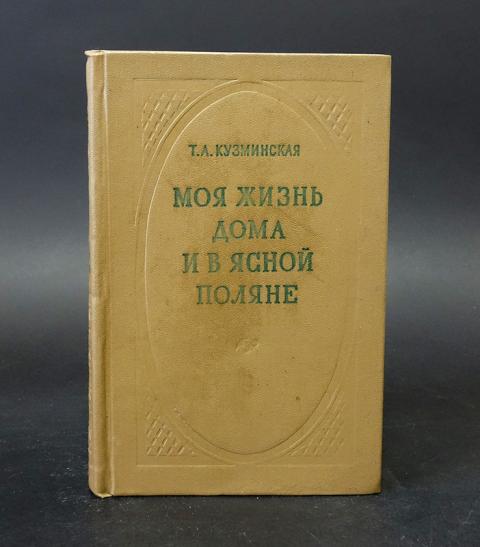 Т.А.КУЗМИНСКАЯ
МОЯ ЖИЗНЬ
ДОМА
И В ЯСНОЙ
ПОЛЯНЕ